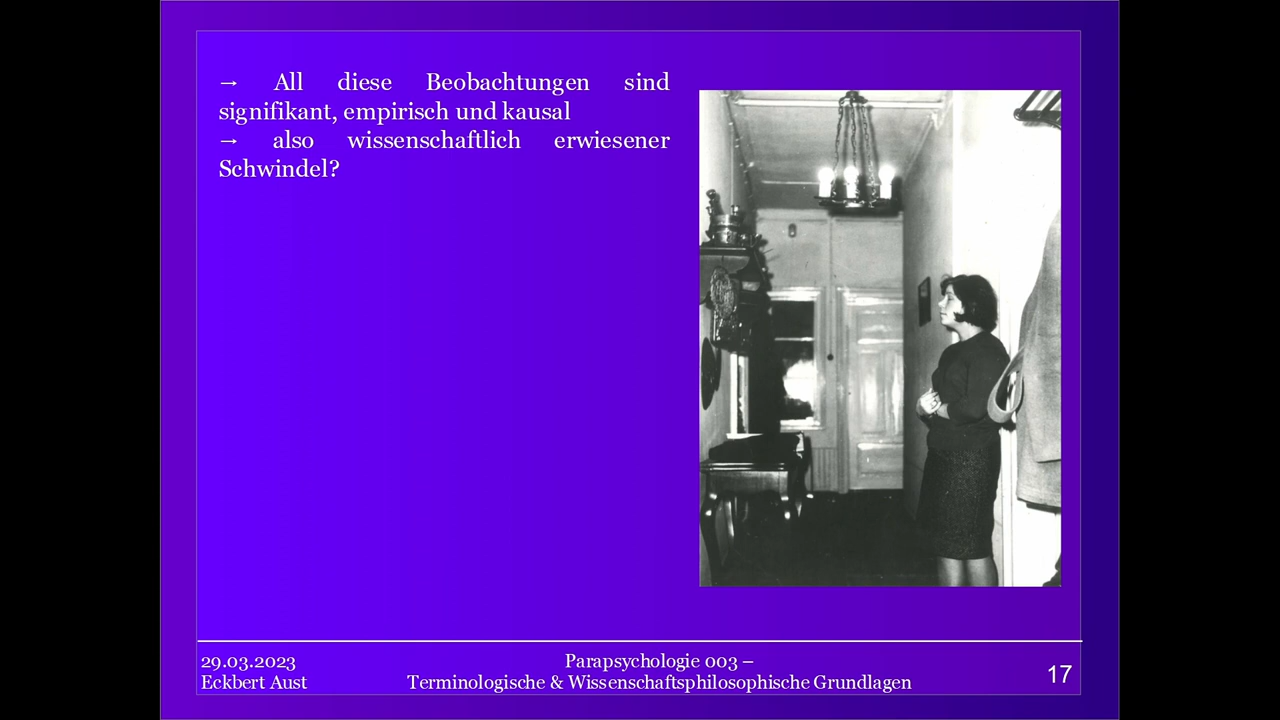 → All diese Beobachtungen sind
signifikant, empirisch und kausal
→ also wissenschaftlich erwiesener
Schwindel?
29.03.2023
Eckbert Aust
Parapsychologie 003 –
Terminologische & Wissenschaftsphilosophische Grundlagen
17